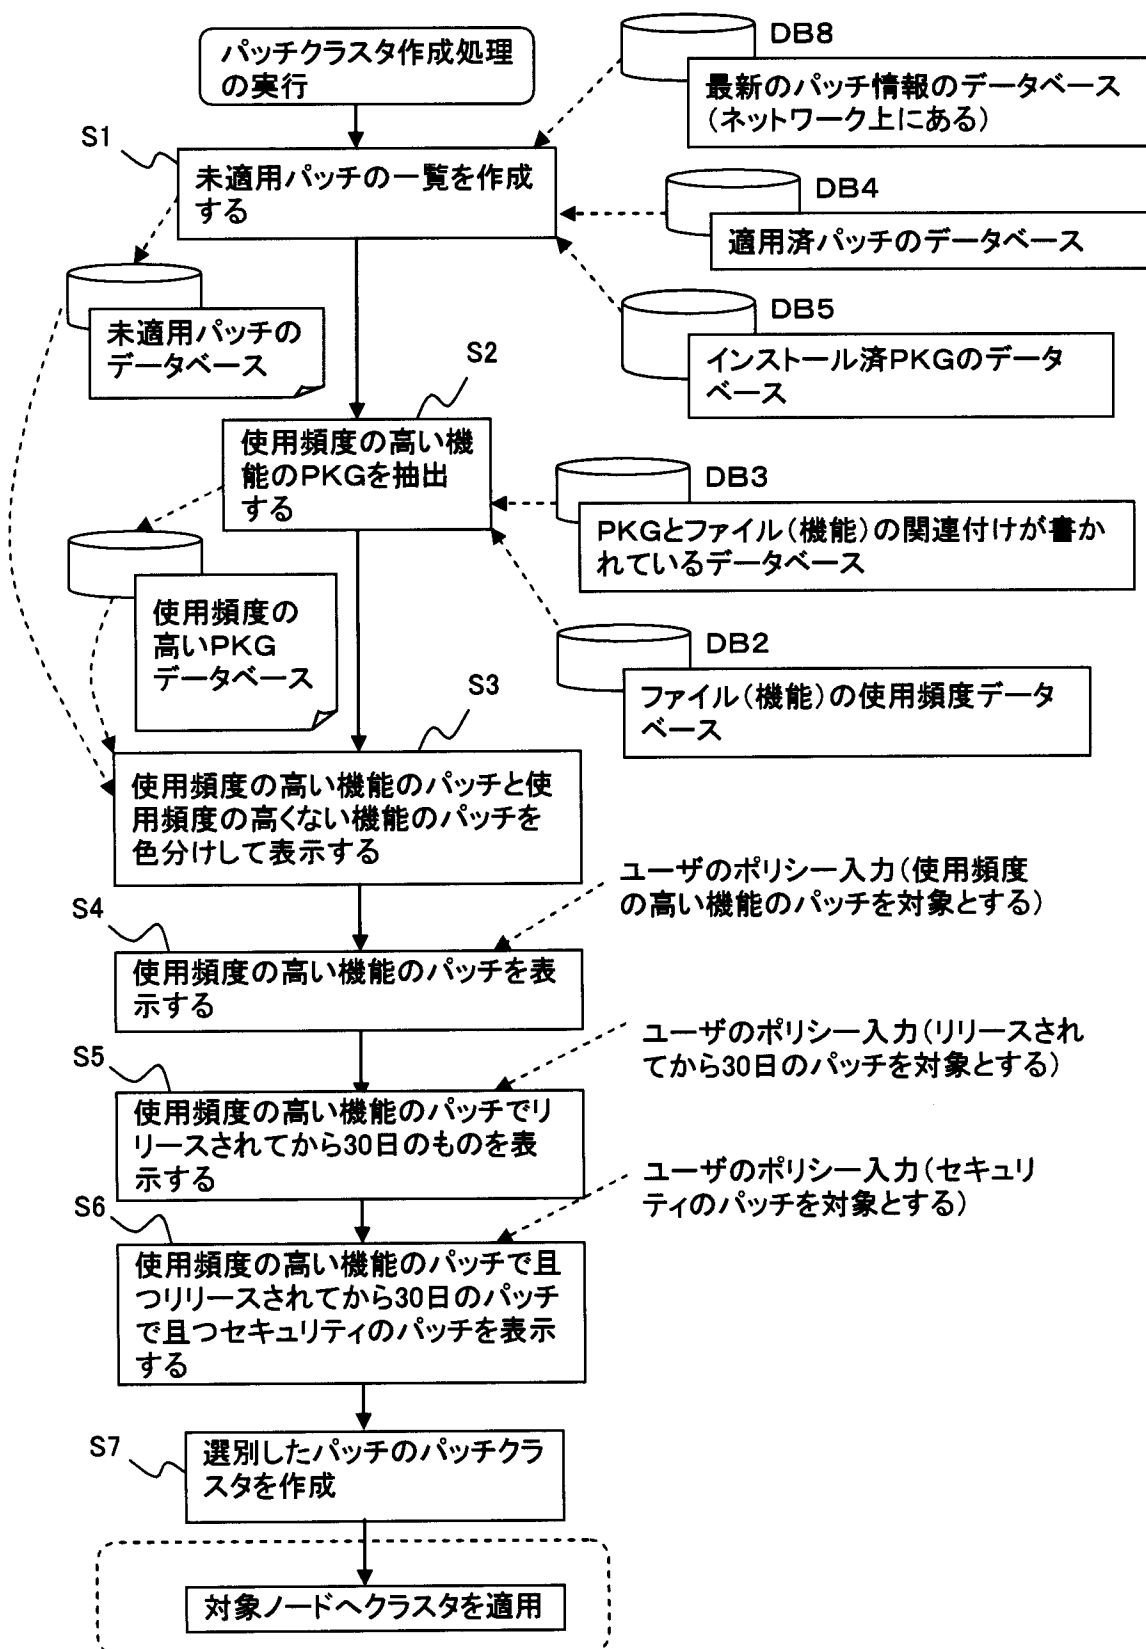 パッチクラスタ作成処理
の実行
DB8
最新のパッチ情報のデータベース
(ネットワーク上にある)
S1
未適用パッチの一覧を作成
する
DB4
適用済パッチのデータベース
DB5
インストール済PKGのデータ
ベース
未適用パッチの
データベース
S2
使用頻度の高い機
能のPKGを抽出
する
DB3
PKGとファイル(機能)の関連付けが書か
れているデータベース
使用頻度の
高いPKG
データベース
DB2
ファイル(機能)の使用頻度データ
ベース
S3
使用頻度の高い機能のパッチと使
用頻度の高くない機能のパッチを
色分けして表示する
ユーザのポリシー入力(使用頻度
の高い機能のパッチを対象とする)
S4
使用頻度の高い機能のパッチを表
示する
ユーザのポリシー入力(リリースされ
てから30日のパッチを対象とする)
S5
使用頻度の高い機能のパッチでリ
リースされてから30日のものを表
示する
ユーザのポリシー入力(セキュリ
ティのパッチを対象とする)
S6
使用頻度の高い機能のパッチで且
つリリースされてから30日のパッチ
で且つセキュリティのパッチを表示
する
S7
選別したパッチのパッチクラ
スタを作成
対象ノードへクラスタを適用